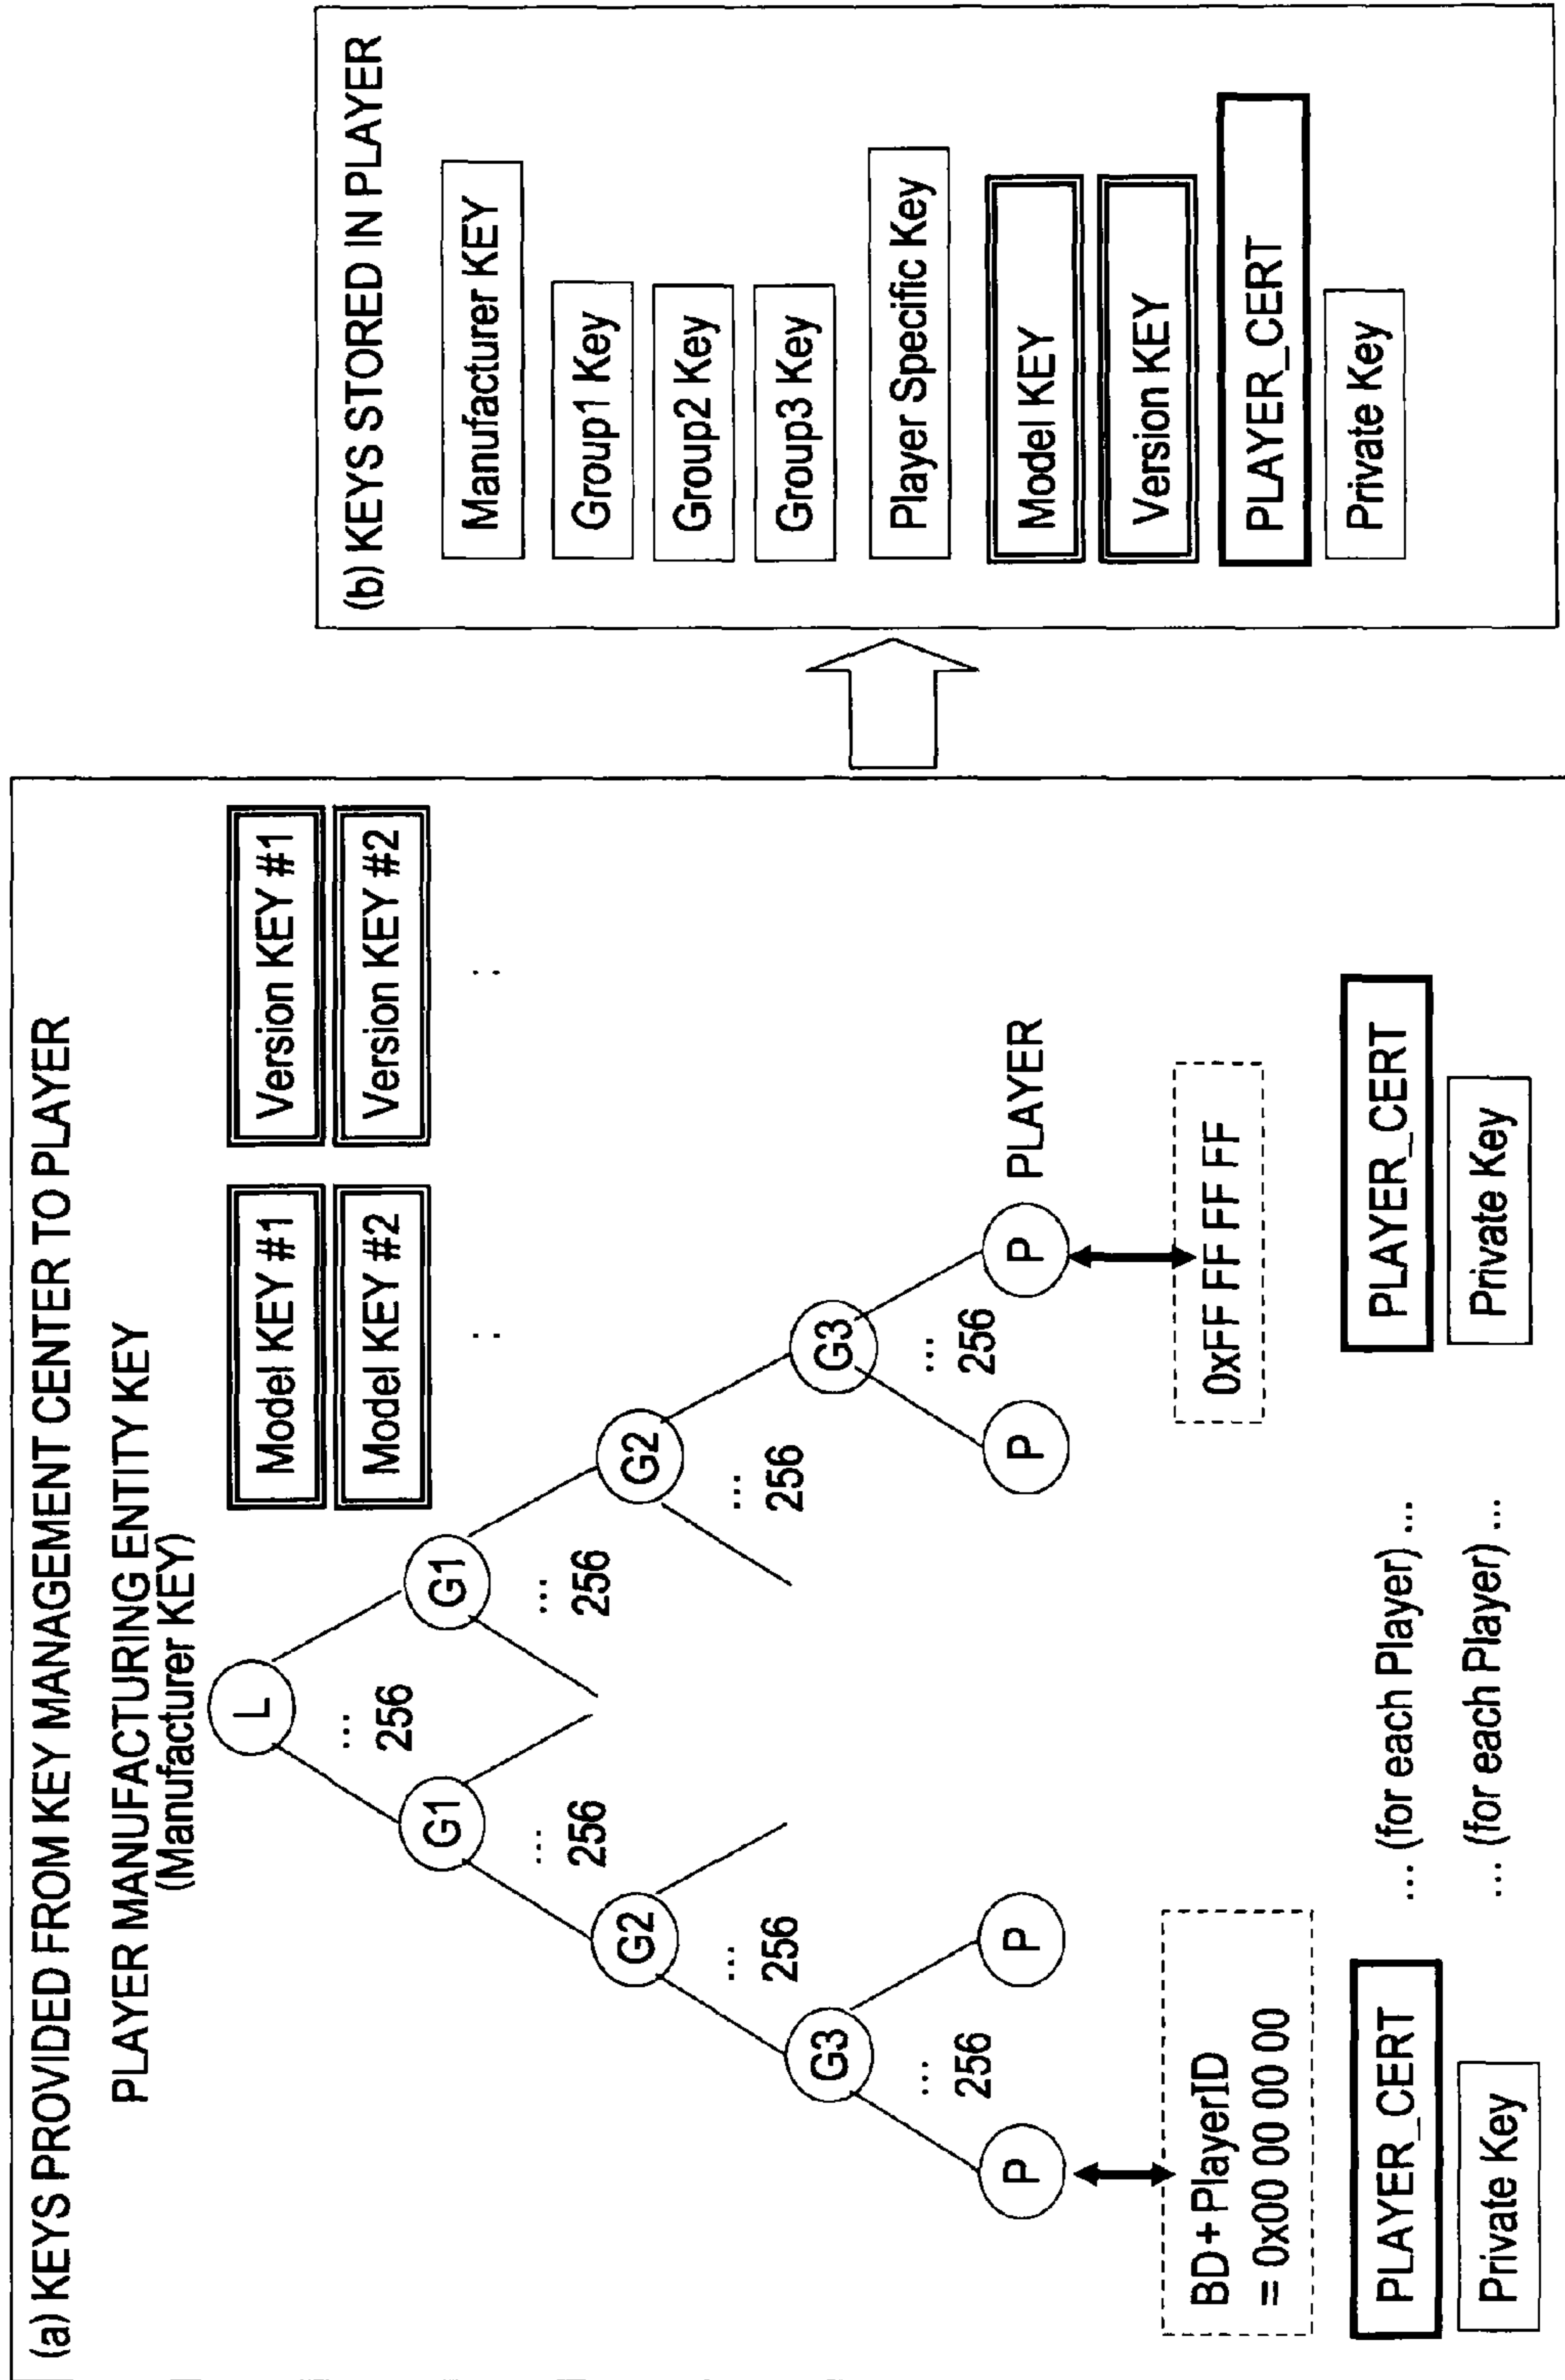 (a) KEYS PROVIDED FROM KEY MANAGEMENT CENTER TO PLAYER
PLAYER MANUFACTURING ENTITY KEY
(Manufacturer KEY)
L
Model KEY #1
Version KEY #1
Model KEY #2
Version KEY #2
:
:
...
256
G1
G1
...
256
...
256
G2
G2
...
256
...
256
G3
G3
...
256
...
256
P
P
P
P
PLAYER
BD+PlayerID
= 0x00 00 00 00
0xFF FF FF FF
PLAYER_CERT
... (for each Player) ...
PLAYER_CERT
Private Key
... (for each Player) ...
Private Key
(b) KEYS STORED IN PLAYER
Manufacturer KEY
Group1 Key
Group2 Key
Group3 Key
Player Specific Key
Model KEY
Version KEY
PLAYER_CERT
Private Key